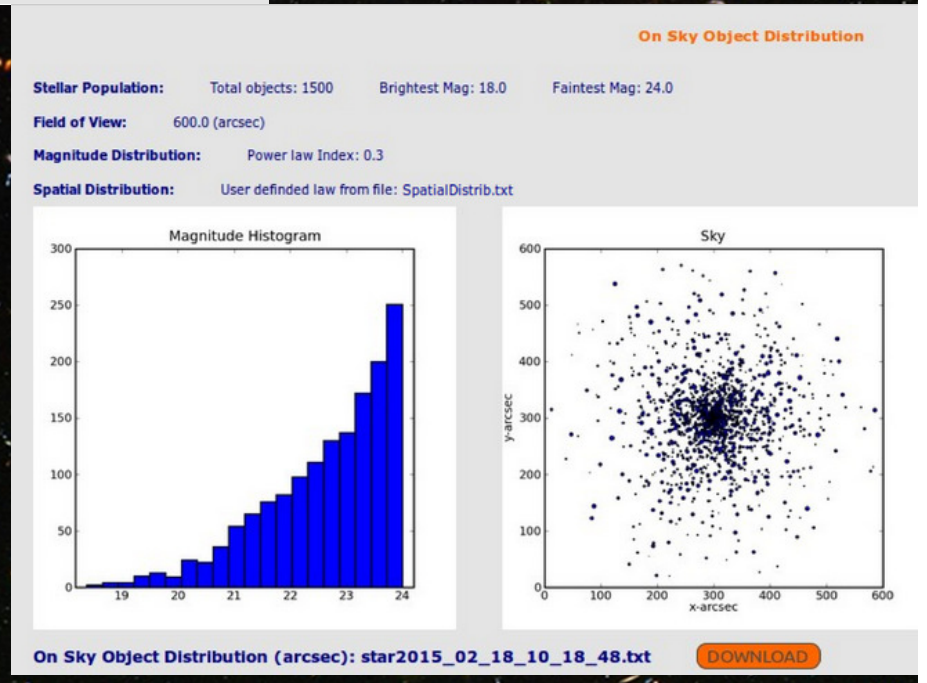 On Sky Object Distribution
Stellar Population: Total objects: 1500 Brightest Mag: 18.0 Faintest Mag: 24.0
Field of View: 600.0 (arcsec)
Magnitude Distribution: Power law Index: 0.3
Spatial Distribution: User definded law from file: SpatialDistrib.txt
Magnitude Histogram
300
250
200
150
100
50
0
19 20 21 22 23 24
Sky
600
500
400
300
200
100
0
y-arcsec
0 100 200 300 400 500 600
x-arcsec
On Sky Object Distribution (arcsec): star2015_02_18_10_18_48.txt DOWNLOAD